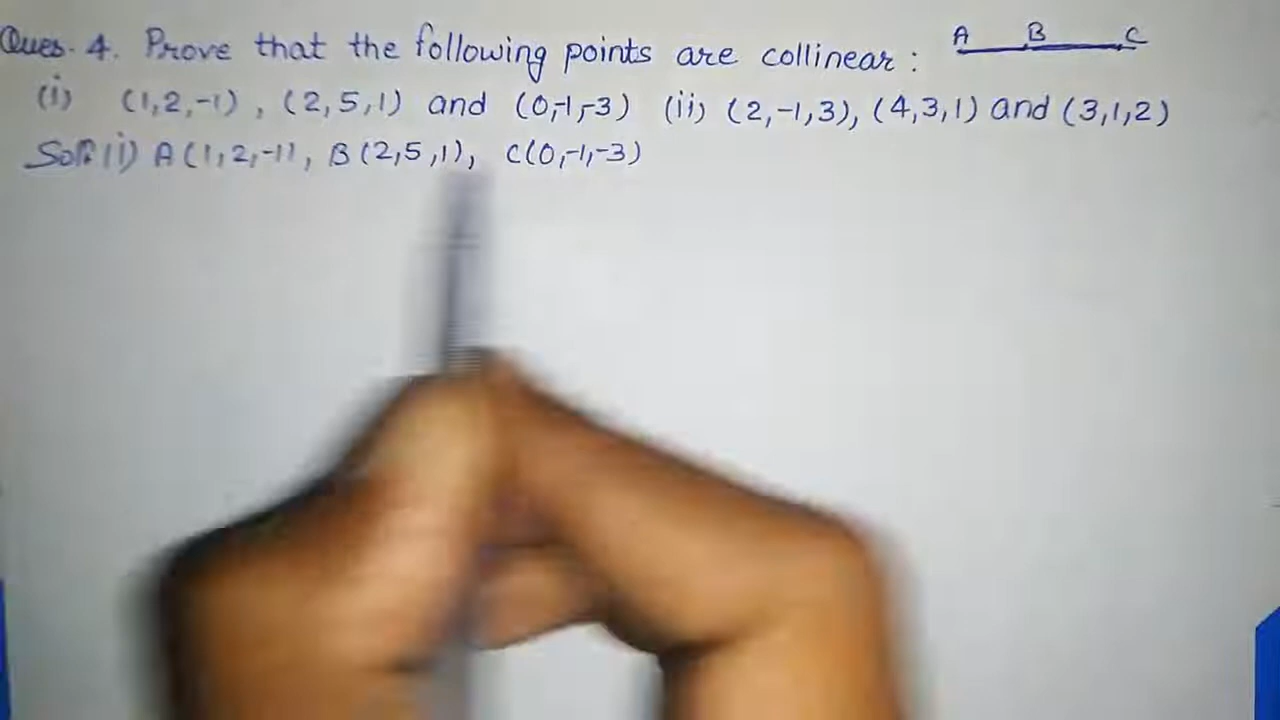 Ques. 4. Prove that the following points are collinear : A B C
(i) (1,2,-1) , (2,5,1) and (0,-1,-3) (ii) (2,-1,3), (4,3,1) and (3,1,2)
Solⁿ(i) A(1,2,-1), B(2,5,1), C(0,-1,-3)